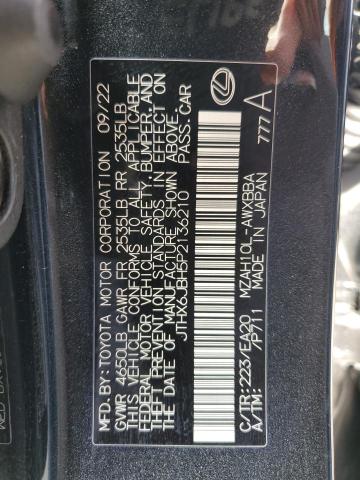 MFD.BY:TOYOTA MOTOR CORPORATION 09/22
GVWR 4650LB GAWR FR 2535LB RR 2535LB
THIS VEHICLE CONFORMS TO ALL APPLICABLE
FEDERAL MOTOR VEHICLE SAFETY, BUMPER, AND
THEFT PREVENTION STANDARDS IN EFFECT ON
THE DATE OF MANUFACTURE SHOWN ABOVE.
JTHX6JBH5P2136210 PASS.CAR
C/TR:223/EA20 MZAH10L-AWXBBA
A/TM: /P711 MADE IN JAPAN
777A